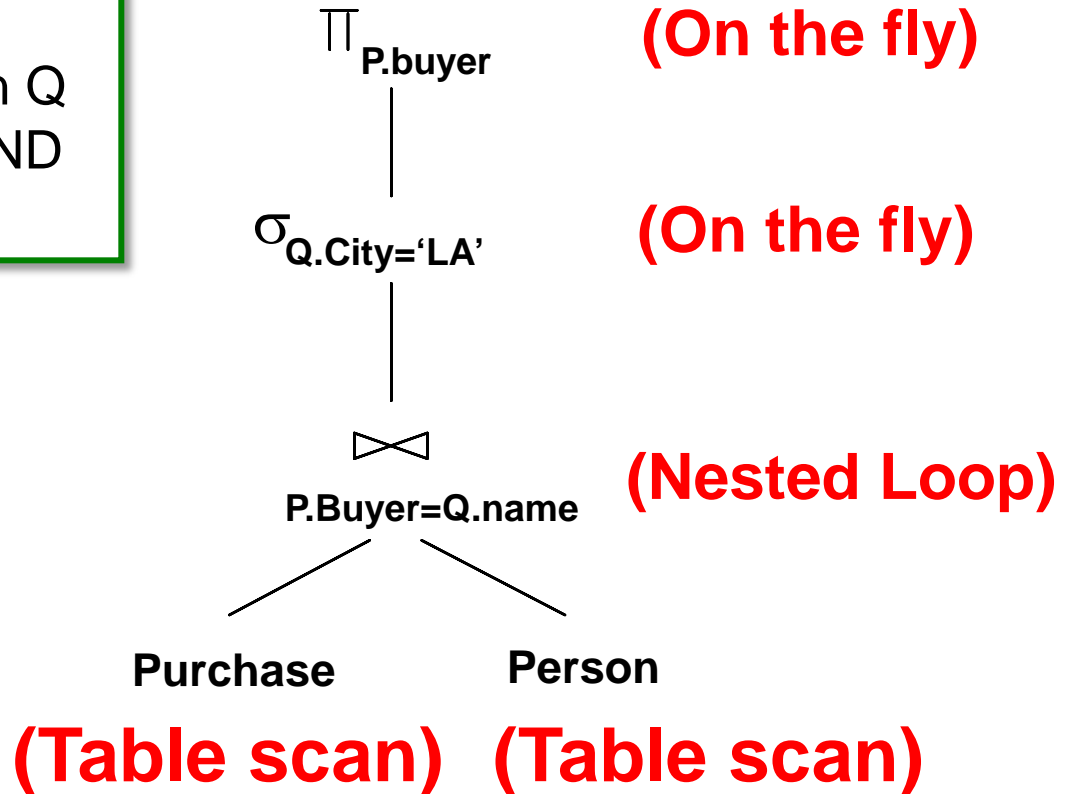 n Q
ND
∏ P.buyer (On the fly)
σ Q.City=‘LA’ (On the fly)
⋈
P.Buyer=Q.name (Nested Loop)
Purchase Person
(Table scan) (Table scan)